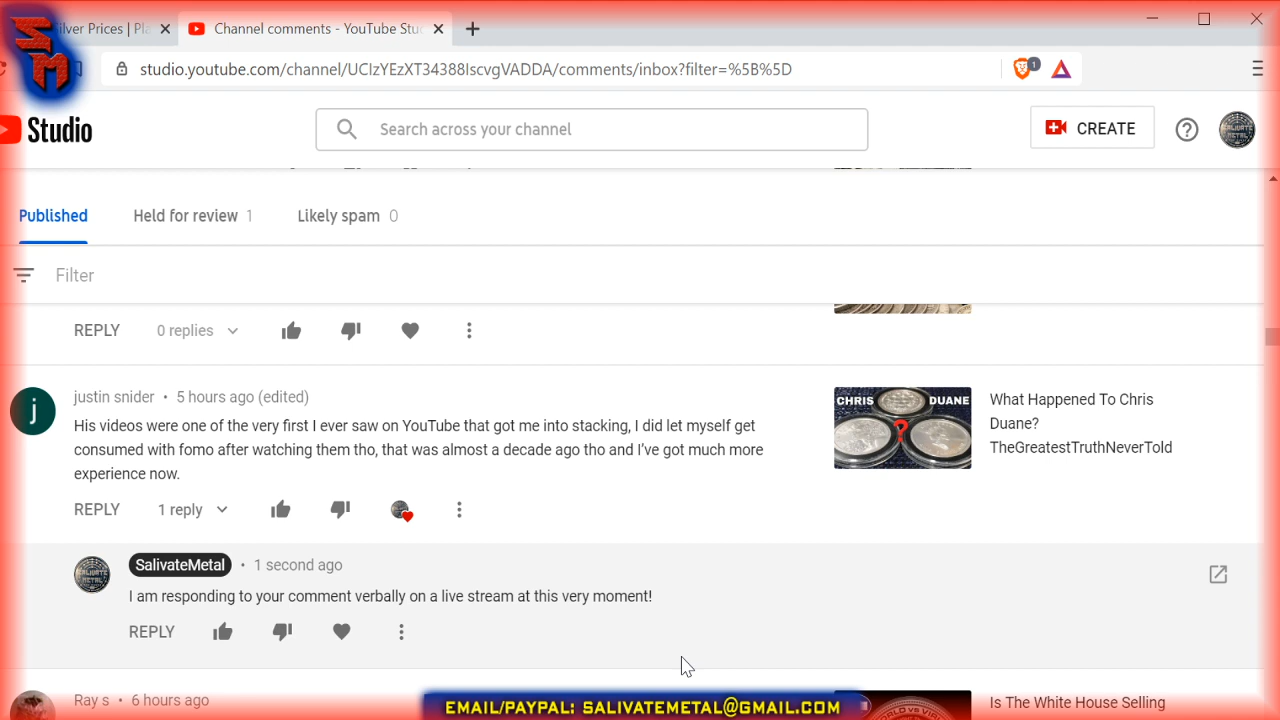 SM
ilver Prices | Pla
Channel comments - YouTube Stu
studio.youtube.com/channel/UClzYEzXT34388lscvgVADDA/comments/inbox?filter=%5B%5D
1
Studio
Search across your channel
CREATE
Published
Held for review 1
Likely spam 0
Filter
REPLY
0 replies
justin snider • 5 hours ago (edited)
His videos were one of the very first I ever saw on YouTube that got me into stacking, I did let myself get
consumed with fomo after watching them tho, that was almost a decade ago tho and I've got much more
experience now.
REPLY
1 reply
CHRIS DUANE
?
What Happened To Chris
Duane?
TheGreatestTruthNeverTold
SalivateMetal • 1 second ago
I am responding to your comment verbally on a live stream at this very moment!
REPLY
Ray s • 6 hours ago
Is The White House Selling
EMAIL/PAYPAL: SALIVATEMETAL@GMAIL.COM